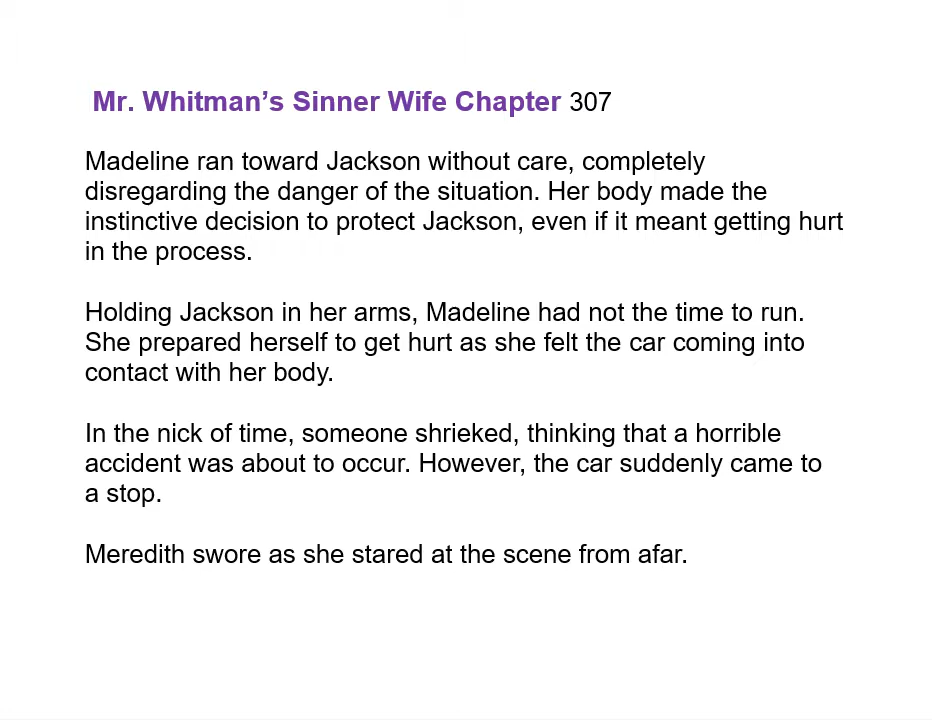 Mr. Whitman’s Sinner Wife Chapter 307
Madeline ran toward Jackson without care, completely
disregarding the danger of the situation. Her body made the
instinctive decision to protect Jackson, even if it meant getting hurt
in the process.
Holding Jackson in her arms, Madeline had not the time to run.
She prepared herself to get hurt as she felt the car coming into
contact with her body.
In the nick of time, someone shrieked, thinking that a horrible
accident was about to occur. However, the car suddenly came to
a stop.
Meredith swore as she stared at the scene from afar.